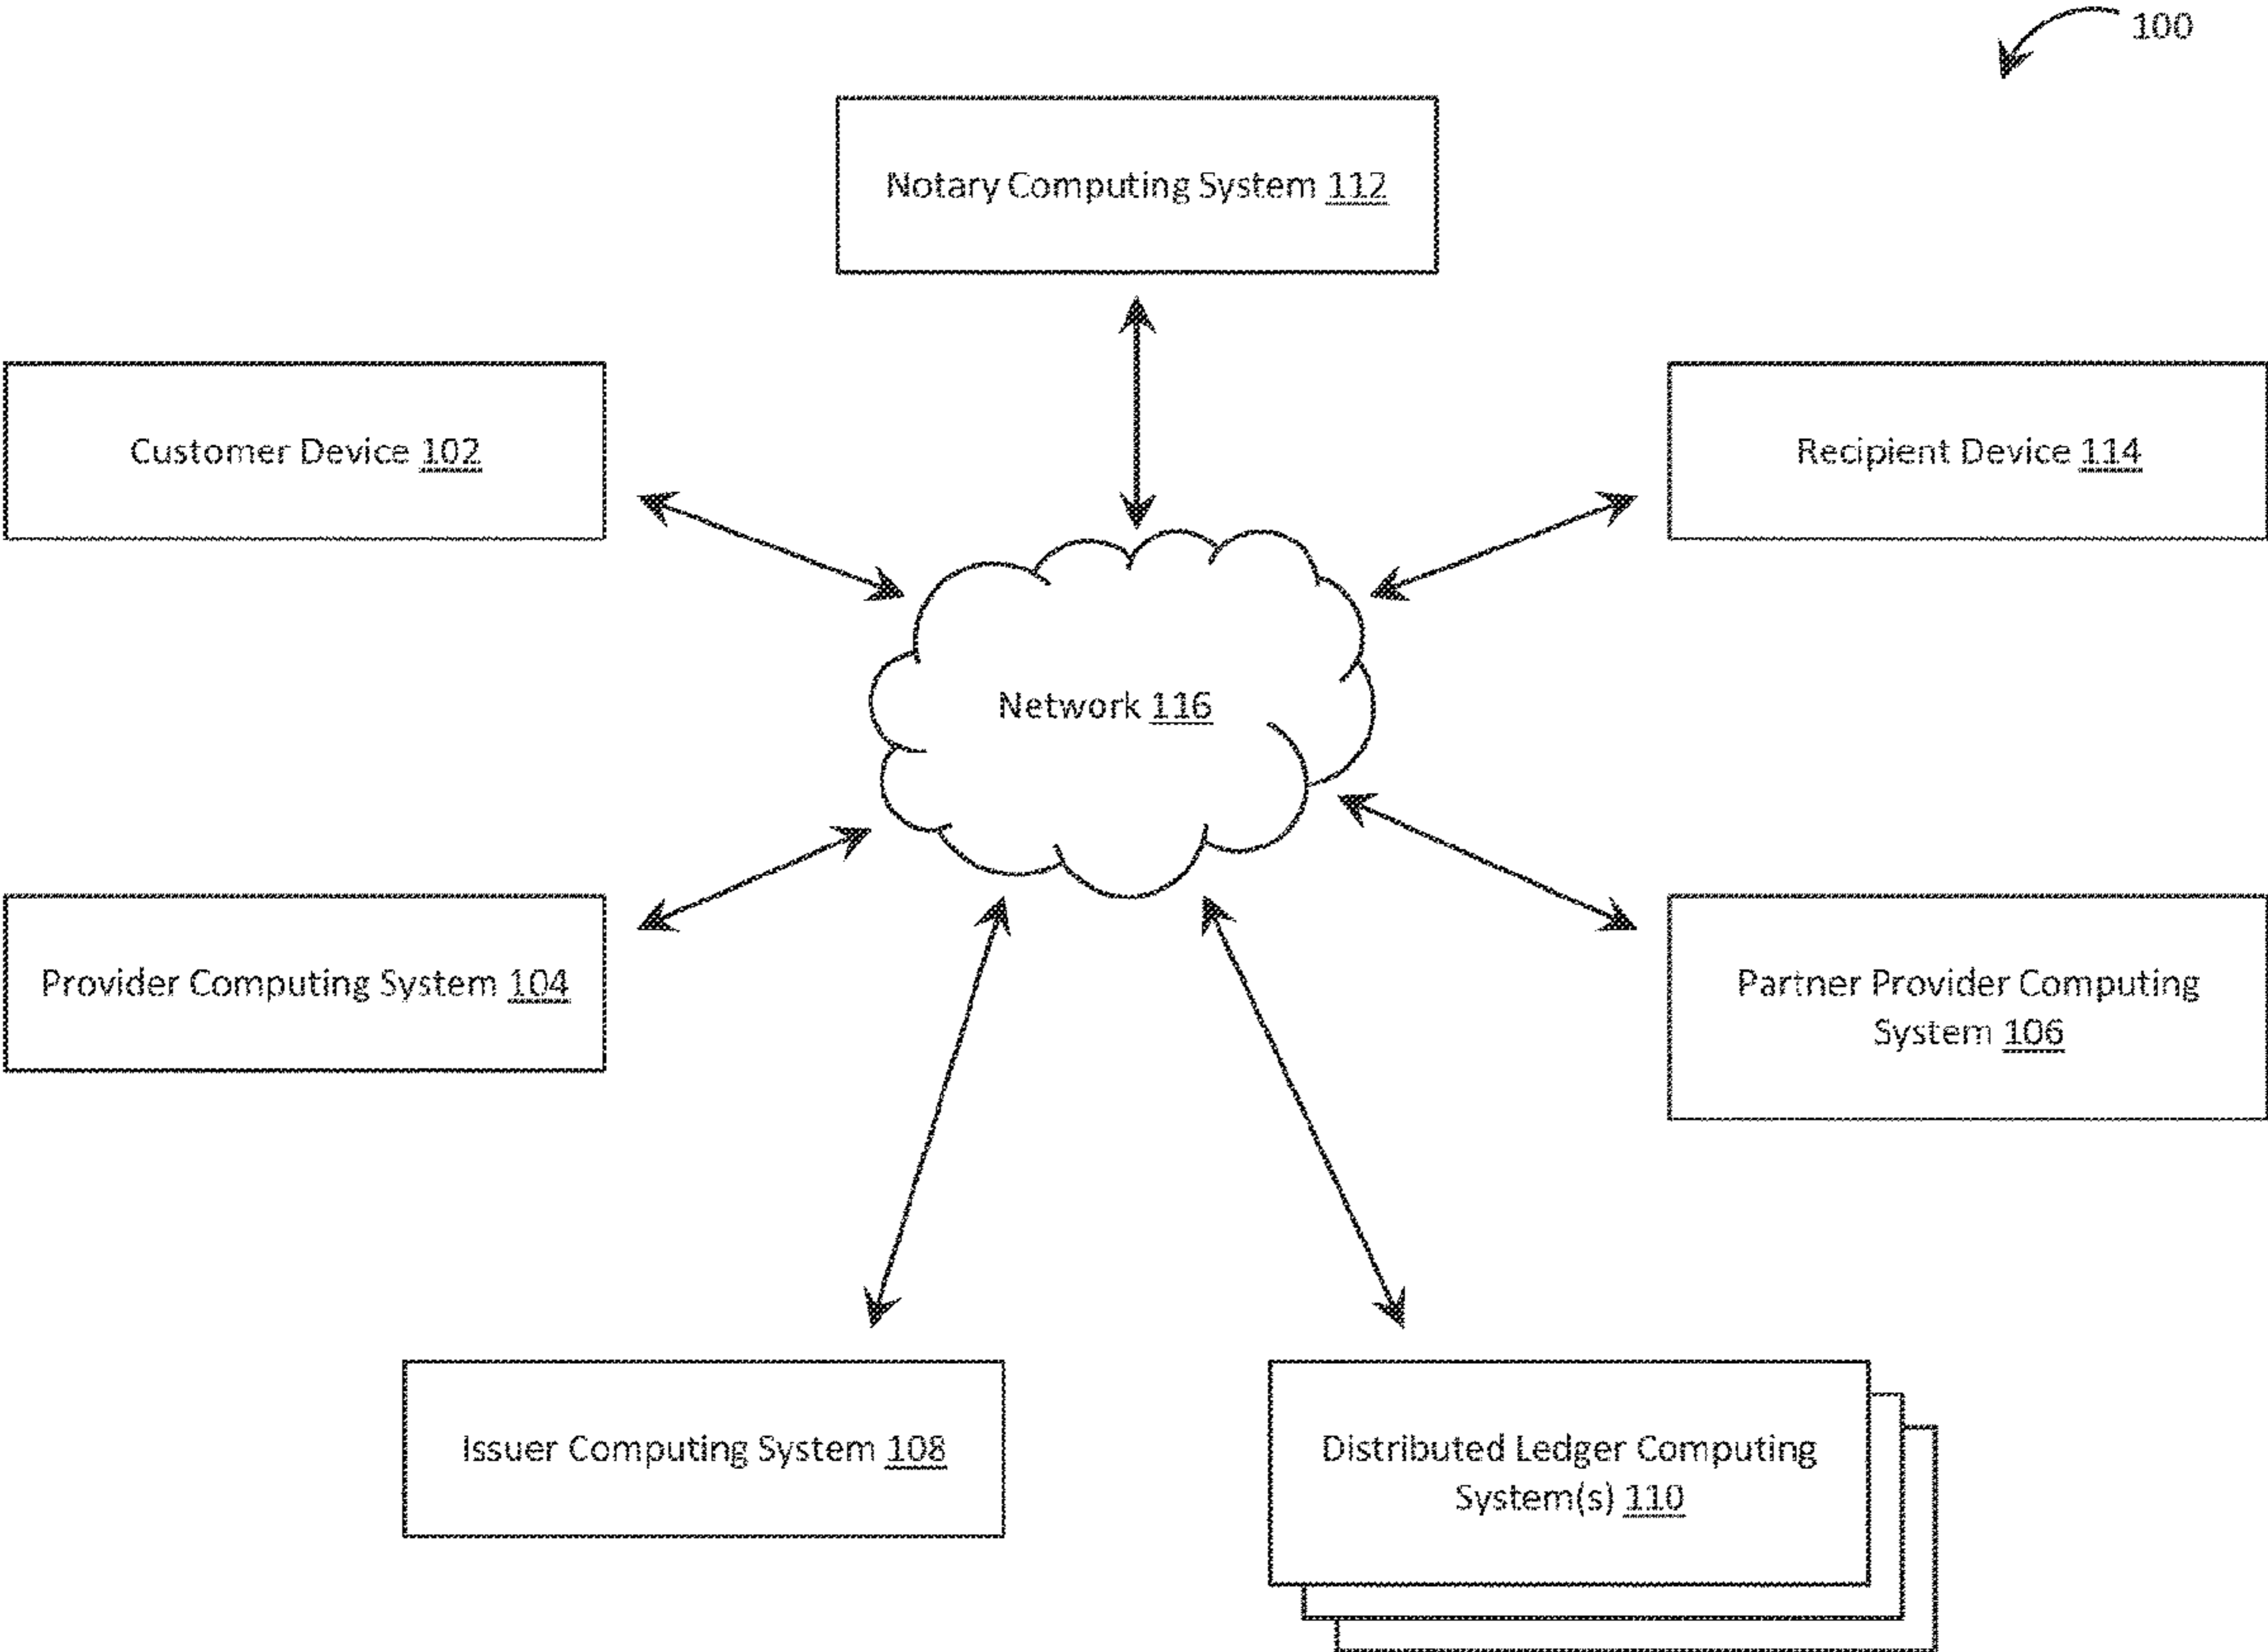 100
Notary Computing System 112
Customer Device 102
Recipient Device 114
Network 116
Provider Computing System 104
Partner Provider Computing
System 106
Issuer Computing System 108
Distributed Ledger Computing
System(s) 110